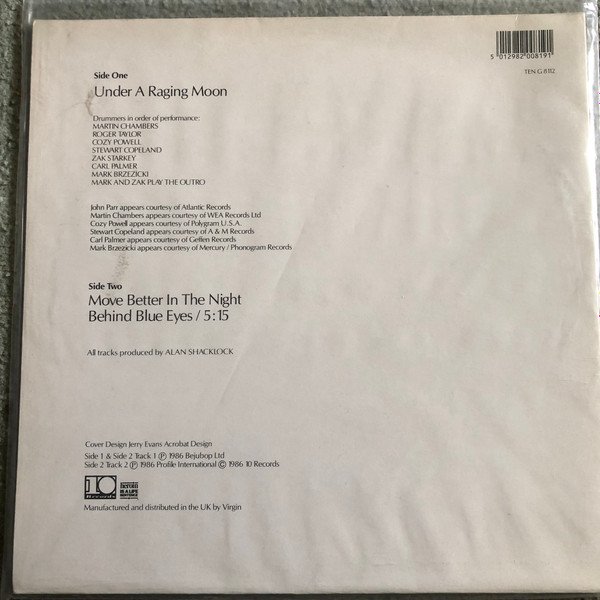 5 012982 008191
TEN G 8112
Side One
Under A Raging Moon
Drummers in order of performance:
MARTIN CHAMBERS
ROGER TAYLOR
COZY POWELL
STEWART COPELAND
ZAK STARKEY
CARL PALMER
MARK BRZEZICKI
MARK AND ZAK PLAY THE OUTRO
John Parr appears courtesy of Atlantic Records
Martin Chambers appears courtesy of WEA Records Ltd
Cozy Powell appears courtesy of Polygram U.S.A.
Stewart Copeland appears courtesy of A & M Records
Carl Palmer appears courtesy of Geffen Records
Mark Brzezicki appears courtesy of Mercury / Phonogram Records
Side Two
Move Better In The Night
Behind Blue Eyes / 5:15
All tracks produced by ALAN SHACKLOCK
Cover Design Jerry Evans Acrobat Design
Side 1 & Side 2 Track 1 Ⓟ 1986 Bejubop Ltd
Side 2 Track 2 Ⓟ 1986 Profile International © 1986 10 Records
10
Records
Manufactured and distributed in the UK by Virgin